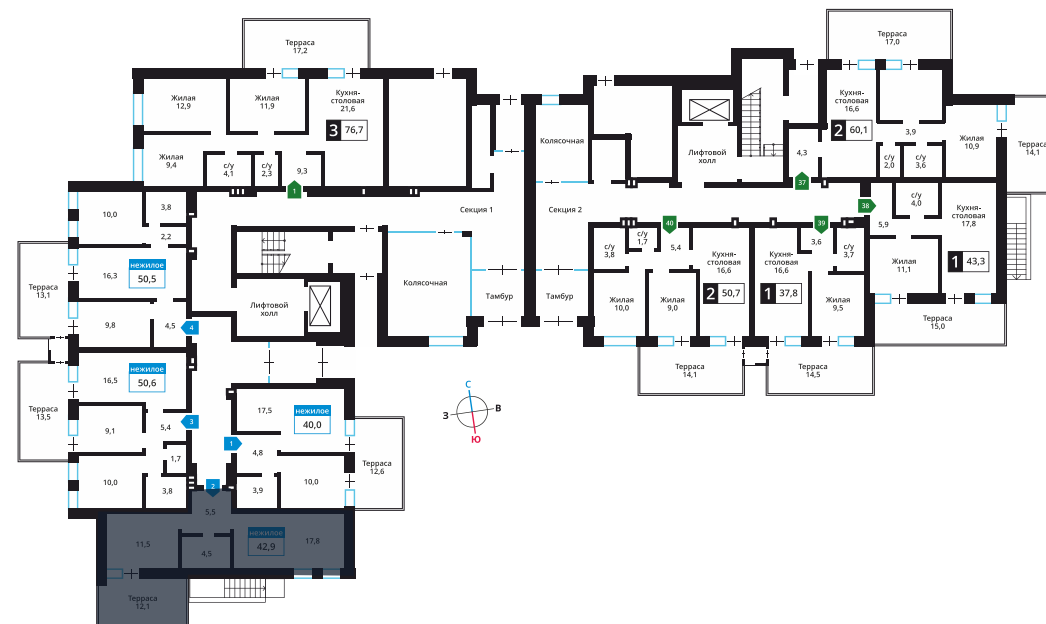 Терраса
17,2
Жилая
12,9
Жилая
11,9
Кухня-
столовая
21,6
3 76,7
Жилая
9,4
с/у
4,1
с/у
2,3
9,3
1
Терраса
17,0
Кухня-
столовая
16,6
2 60,1
3,9
Жилая
10,9
Терраса
14,1
с/у
2,0
с/у
3,6
4,3
37
Колясочная
Лифтовой
холл
Секция 1
Секция 2
38
5,9
с/у
4,0
Кухня-
столовая
17,8
1 43,3
Жилая
11,1
Терраса
15,0
40
39
с/у
3,8
с/у
1,7
5,4
Кухня-
столовая
16,6
2 50,7
Жилая
10,0
Жилая
9,0
Терраса
14,1
Кухня-
столовая
16,6
1 37,8
3,6
с/у
3,7
Жилая
9,5
Терраса
14,5
10,0
3,8
2,2
16,3
нежилое
50,5
Терраса
13,1
9,8
4,5
4
Лифтовой
холл
Колясочная
Тамбур
Тамбур
16,5
нежилое
50,6
Терраса
13,5
9,1
5,4
3
1,7
10,0
3,8
17,5
нежилое
40,0
1
4,8
3,9
10,0
Терраса
12,6
С
З
В
Ю
2
5,5
11,5
4,5
нежилое
42,9
17,8
Терраса
12,1